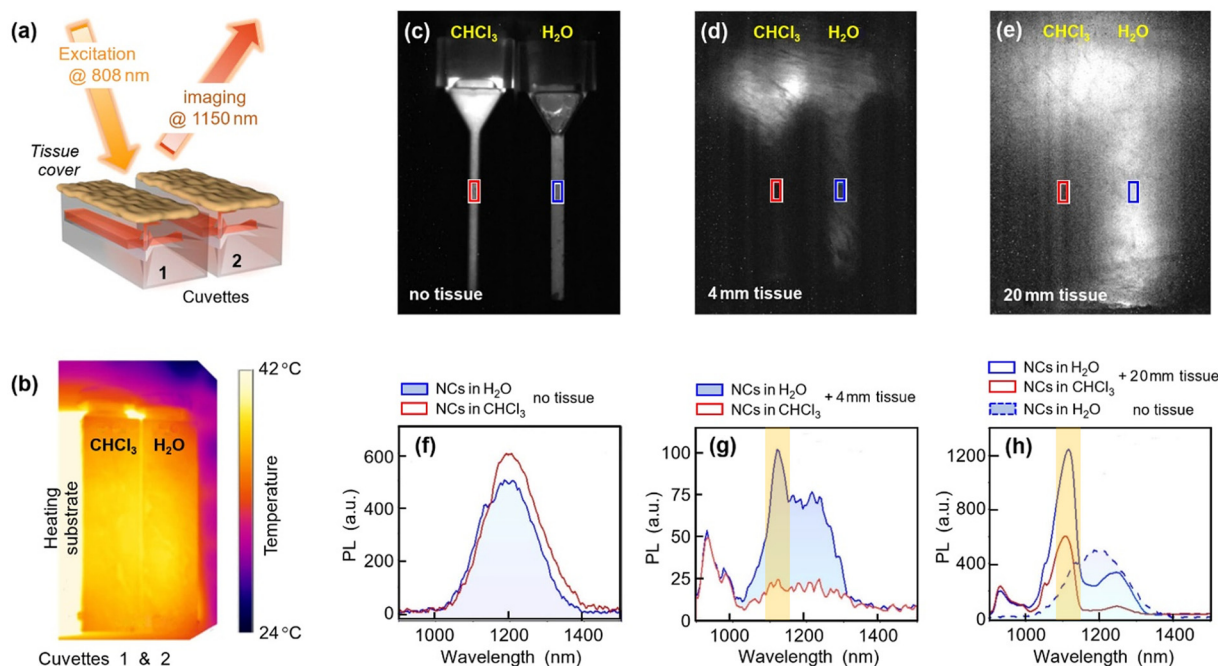 (a)
Excitation
@ 808 nm
imaging
@ 1150 nm
Tissue
cover
1
2
Cuvettes
(b)
42 °C
CHCl₃ H₂O
Heating
substrate
Temperature
24 °C
Cuvettes 1 & 2
(c)
CHCl₃ H₂O
no tissue
(d)
CHCl₃ H₂O
4 mm tissue
(e)
CHCl₃ H₂O
20 mm tissue
NCs in H₂O
NCs in CHCl₃
no tissue
(f)
PL (a.u.)
600
400
200
0
1000 1200 1400
Wavelength (nm)
NCs in H₂O
NCs in CHCl₃
+ 4 mm tissue
(g)
PL (a.u.)
100
75
50
25
0
1000 1200 1400
Wavelength (nm)
NCs in H₂O
NCs in CHCl₃
+ 20 mm tissue
NCs in H₂O no tissue
(h)
PL (a.u.)
1200
800
400
0
1000 1200 1400
Wavelength (nm)